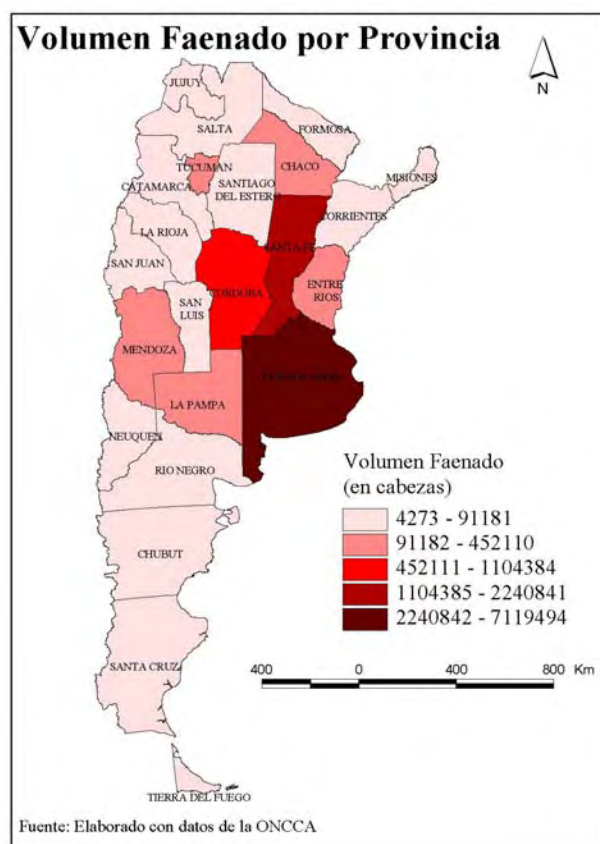 Volumen Faenado por Provincia
N
JUJUY
SALTA
FORMOSA
CHACO
TUCUMAN
MISIONES
CATAMARCA
SANTIAGO
DEL ESTERO
CORRIENTES
LA RIOJA
SANTA FE
SAN JUAN
CORDOBA
ENTRE
RIOS
SAN
LUIS
MENDOZA
BUENOS AIRES
LA PAMPA
NEUQUEN
RIO NEGRO
Volumen Faenado
(en cabezas)
4273 - 91181
91182 - 452110
452111 - 1104384
1104385 - 2240841
2240842 - 7119494
CHUBUT
SANTA CRUZ
400 0 400 800 Km
TIERRA DEL FUEGO
Fuente: Elaborado con datos de la ONCCA